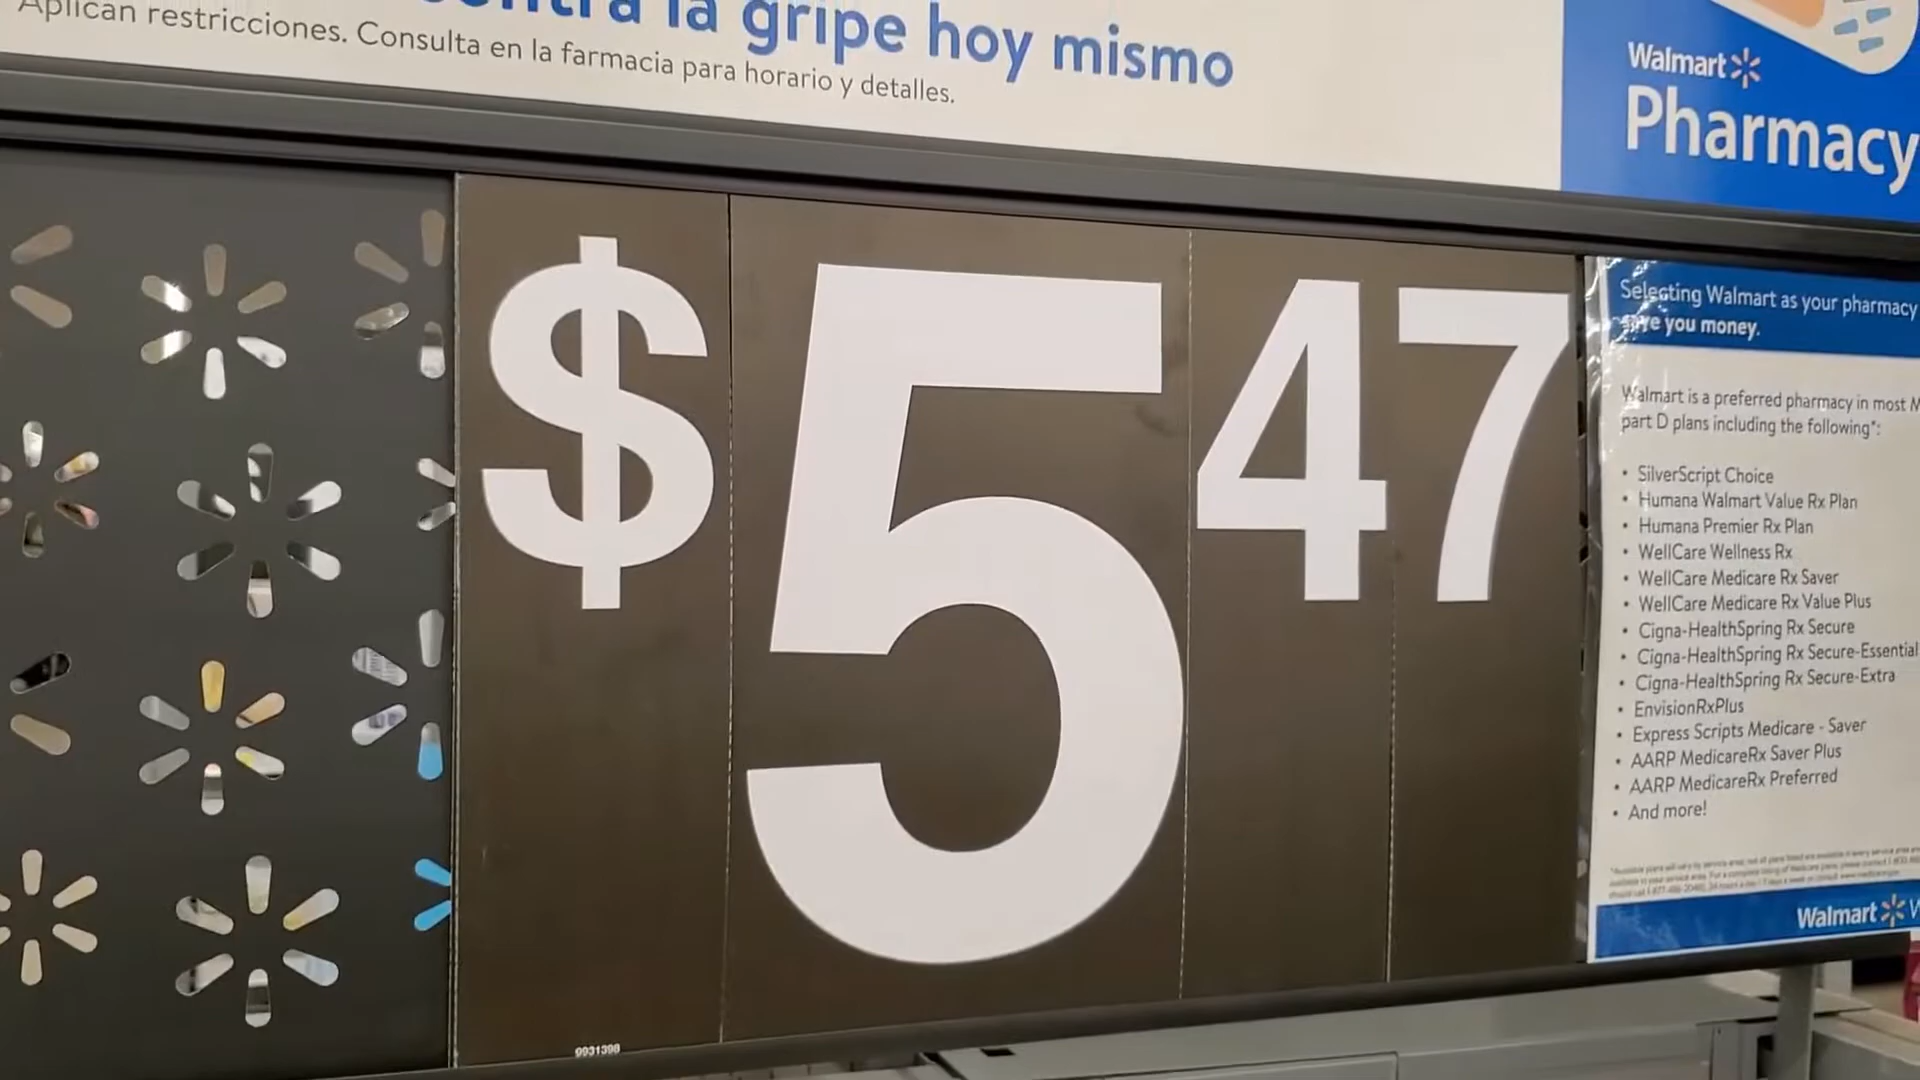 contra la gripe hoy mismo
Aplican restricciones. Consulta en la farmacia para horario y detalles.
Walmart
Pharmacy
$5 47
9931398
Selecting Walmart as your pharmacy
you money.
Walmart is a preferred pharmacy in most
part D plans including the following*:
• SilverScript Choice
• Humana Walmart Value Rx Plan
• Humana Premier Rx Plan
• WellCare Wellness Rx
• WellCare Medicare Rx Saver
• WellCare Medicare Rx Value Plus
• Cigna-HealthSpring Rx Secure
• Cigna-HealthSpring Rx Secure-Essential
• Cigna-HealthSpring Rx Secure-Extra
• EnvisionRxPlus
• Express Scripts Medicare - Saver
• AARP MedicareRx Saver Plus
• AARP MedicareRx Preferred
• And more!
Walmart